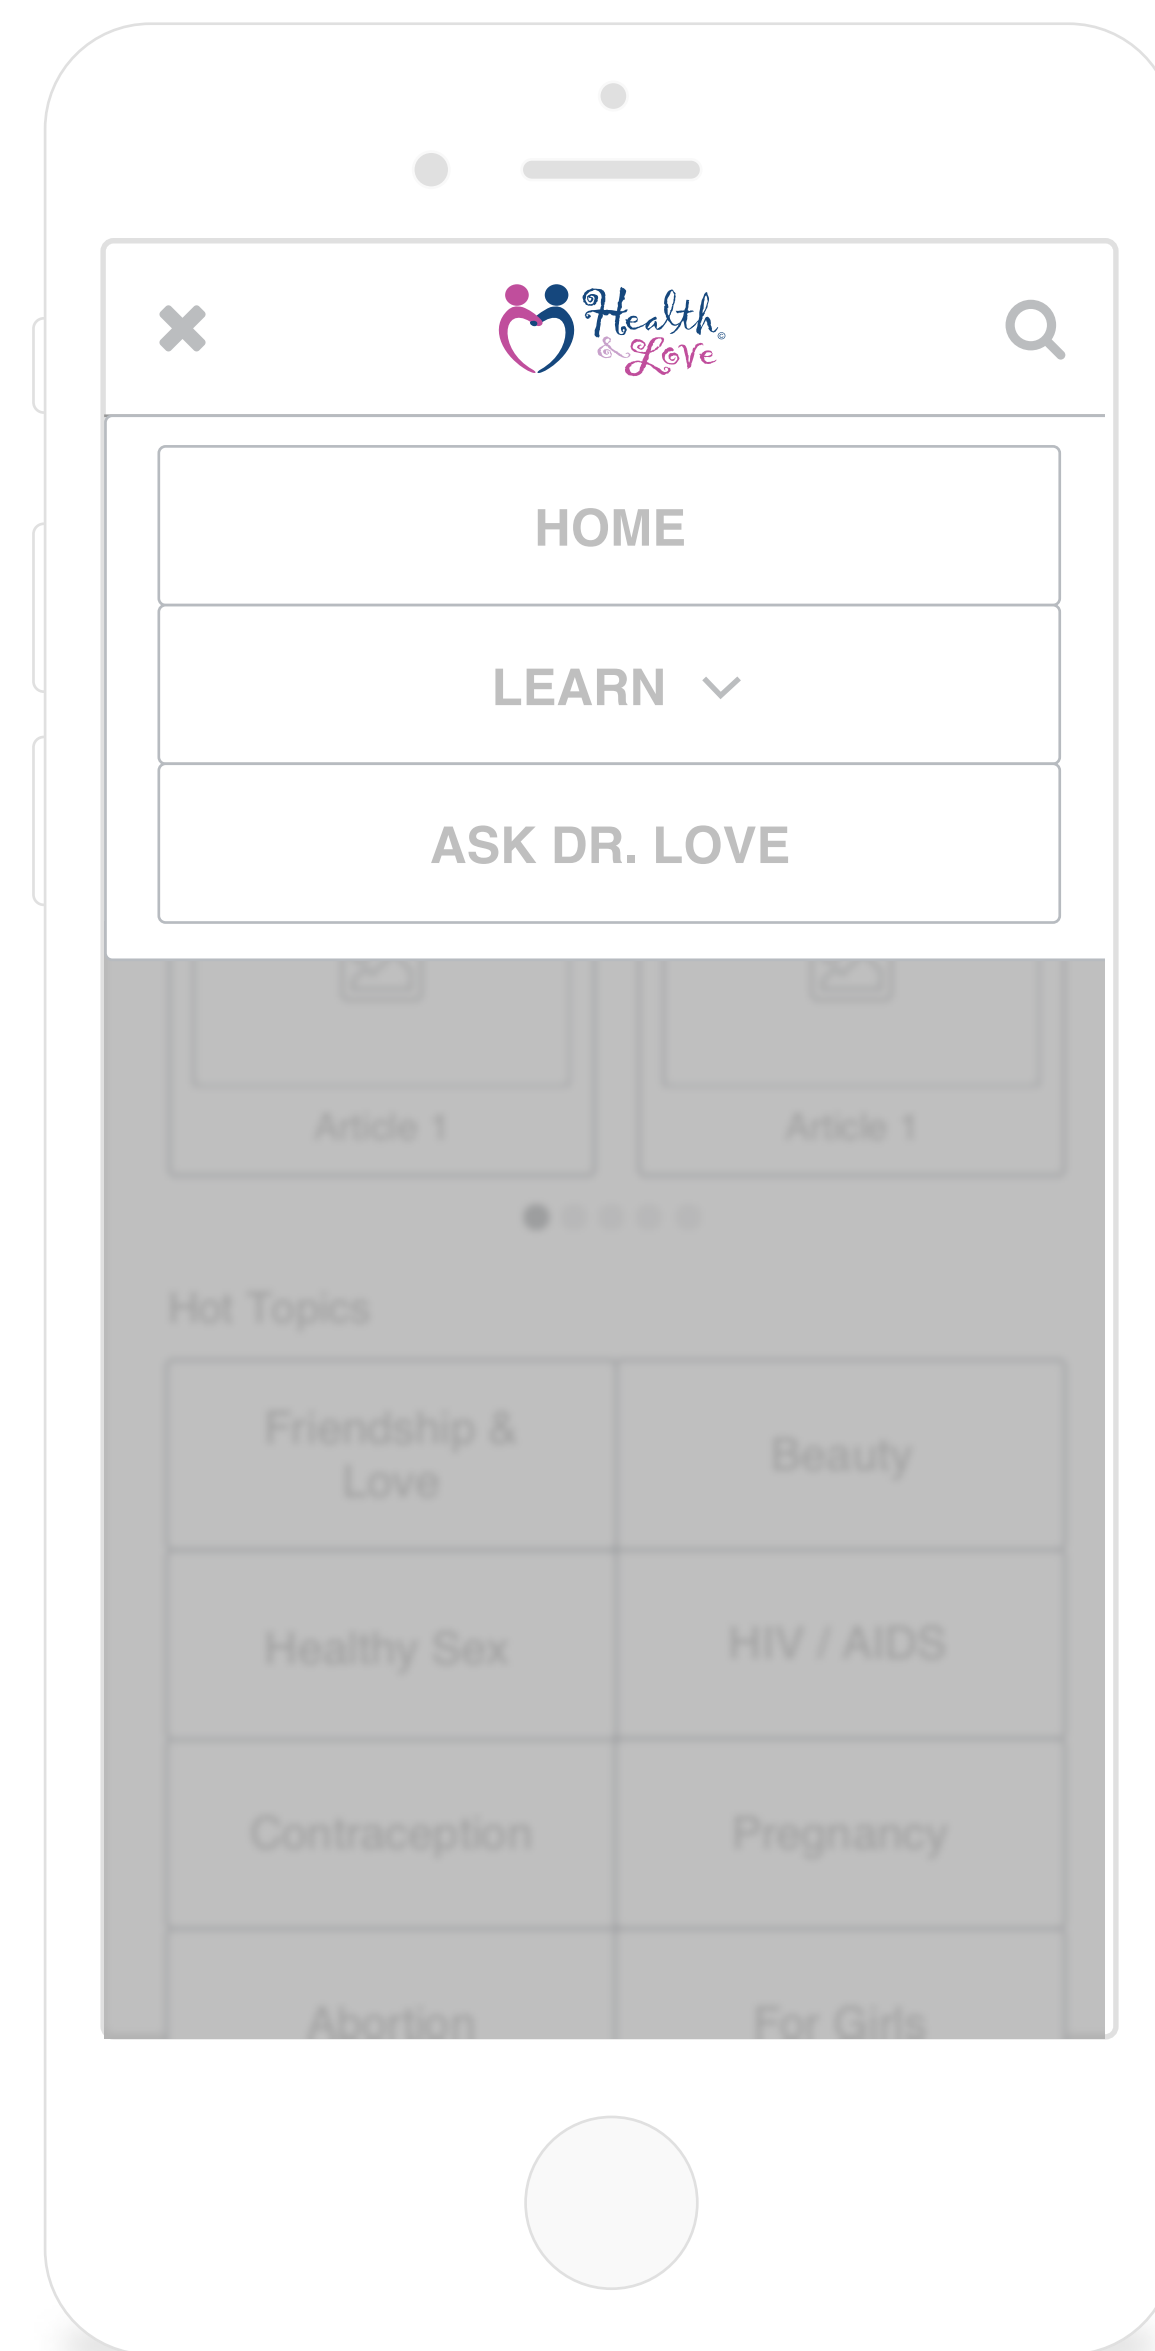 Health
& Love ©
HOME
LEARN
ASK DR. LOVE
Article 1 Article 1
Hot Topics
Friendship &
Love
Beauty
Healthy Sex
HIV / AIDS
Contraception
Pregnancy
Abortion
For Girls